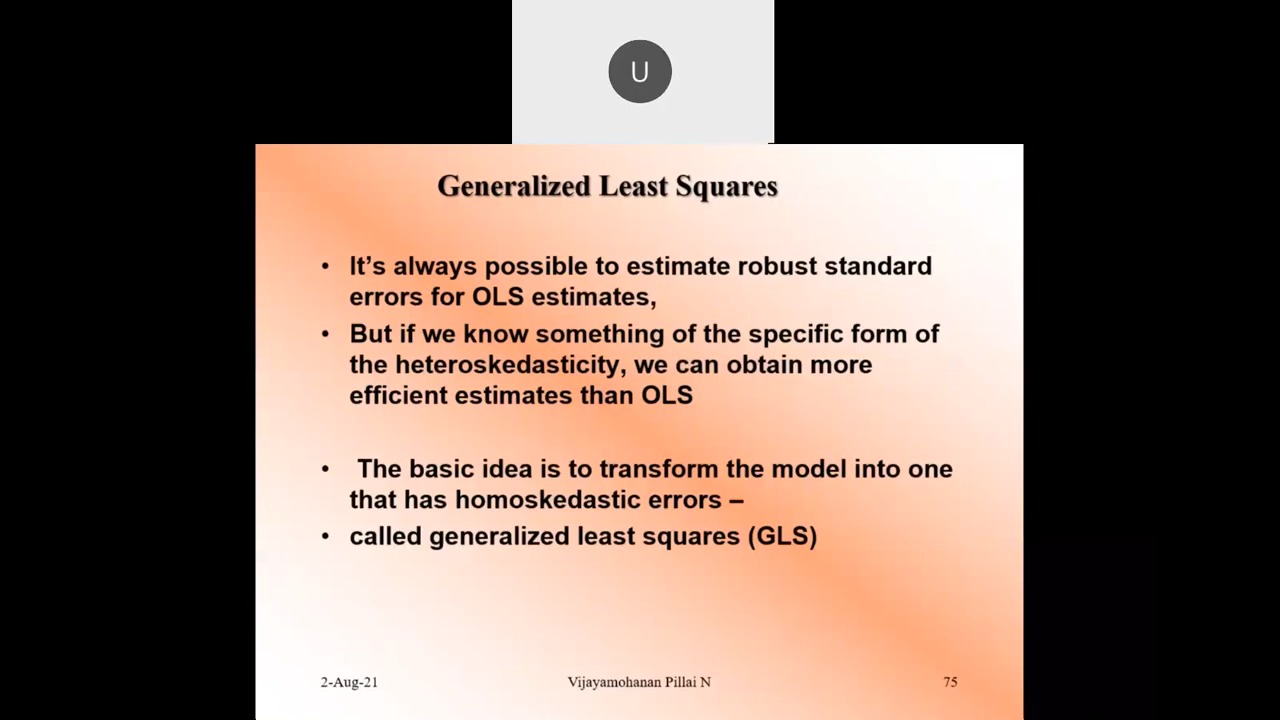 U
Generalized Least Squares
• It’s always possible to estimate robust standard
errors for OLS estimates,
• But if we know something of the specific form of
the heteroskedasticity, we can obtain more
efficient estimates than OLS
• The basic idea is to transform the model into one
that has homoskedastic errors –
• called generalized least squares (GLS)
2-Aug-21 Vijayamohanan Pillai N 75